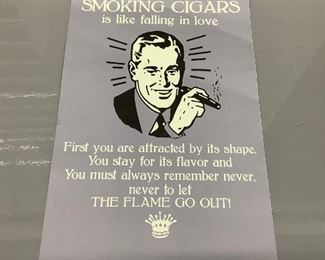 SMOKING CIGARS
is like falling in love
First you are attracted by its shape,
You stay for its flavor and
You must always remember never,
never to let
THE FLAME GO OUT!